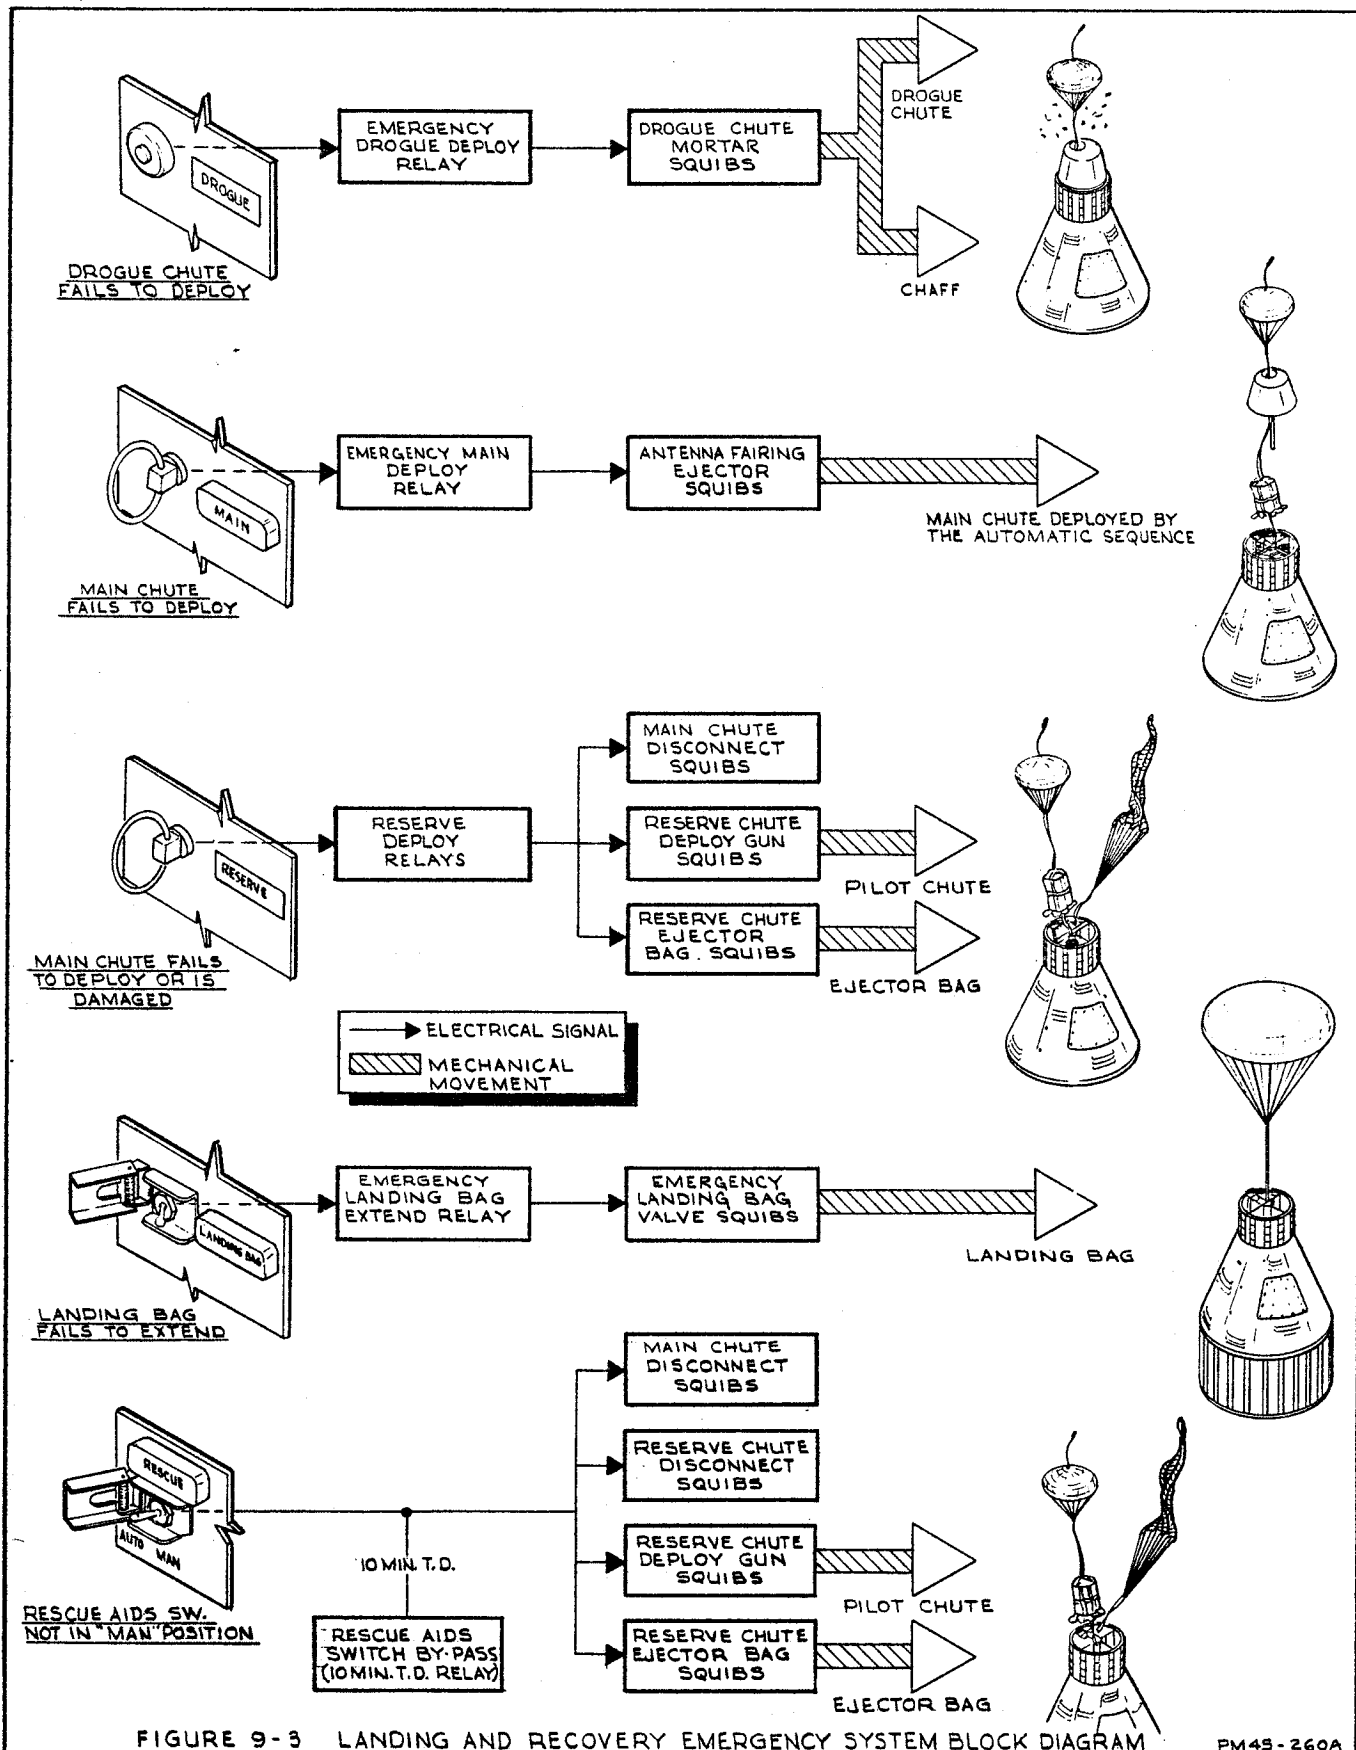 EMERGENCY
DROGUE DEPLOY
RELAY
DROGUE CHUTE
MORTAR
SQUIBS
DROGUE
CHUTE
CHAFF
DROGUE
DROGUE CHUTE
FAILS TO DEPLOY
EMERGENCY MAIN
DEPLOY
RELAY
ANTENNA FAIRING
EJECTOR
SQUIBS
MAIN CHUTE DEPLOYED BY
THE AUTOMATIC SEQUENCE
MAIN
MAIN CHUTE
FAILS TO DEPLOY
MAIN CHUTE
DISCONNECT
SQUIBS
RESERVE
DEPLOY
RELAYS
RESERVE CHUTE
DEPLOY GUN
SQUIBS
PILOT CHUTE
RESERVE
RESERVE CHUTE
EJECTOR
BAG. SQUIBS
EJECTOR BAG
MAIN CHUTE FAILS
TO DEPLOY OR IS
DAMAGED
ELECTRICAL SIGNAL
MECHANICAL
MOVEMENT
EMERGENCY
LANDING BAG
EXTEND RELAY
EMERGENCY
LANDING BAG
VALVE SQUIBS
LANDING BAG
LANDING BAG
LANDING BAG
FAILS TO EXTEND
MAIN CHUTE
DISCONNECT
SQUIBS
RESERVE CHUTE
DISCONNECT
SQUIBS
RESCUE
AUTO MAN
10 MIN. T.D.
RESERVE CHUTE
DEPLOY GUN
SQUIBS
PILOT CHUTE
RESCUE AIDS SW.
NOT IN "MAN" POSITION
RESCUE AIDS
SWITCH BY-PASS
(10 MIN. T.D. RELAY)
RESERVE CHUTE
EJECTOR BAG
SQUIBS
EJECTOR BAG
FIGURE 9-3 LANDING AND RECOVERY EMERGENCY SYSTEM BLOCK DIAGRAM
PM45-260A